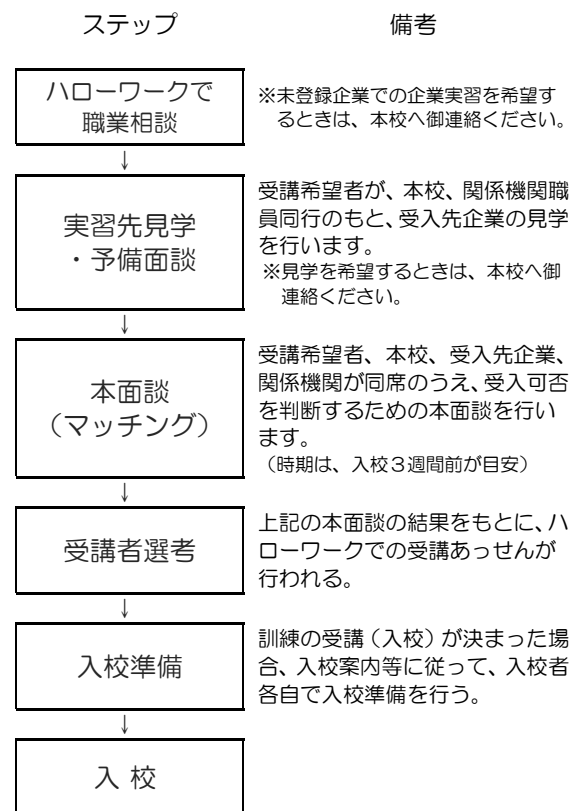 ステップ
備考
ハローワークで
職業相談
※未登録企業での企業実習を希望す
るときは、本校へ御連絡ください。
↓
実習先見学
・予備面談
受講希望者が、本校、関係機関職
員同行のもと、受入先企業の見学
を行います。
※見学を希望するときは、本校へ御
連絡ください。
↓
本面談
（マッチング）
受講希望者、本校、受入先企業、
関係機関が同席のうえ、受入可否
を判断するための本面談を行い
ます。
（時期は、入校３週間前が目安）
↓
受講者選考
上記の本面談の結果をもとに、ハ
ローワークでの受講あっせんが
行われる。
↓
入校準備
訓練の受講（入校）が決まった場
合、入校案内等に従って、入校者
各自で入校準備を行う。
↓
入 校